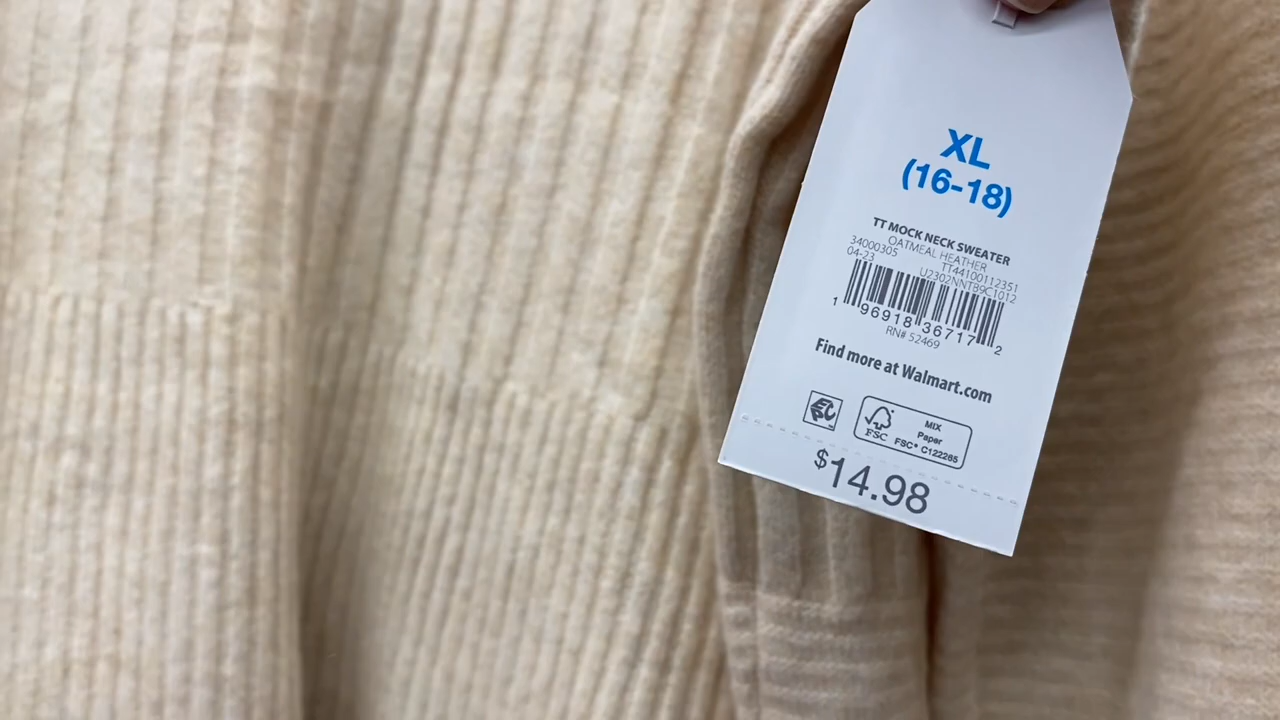 XL
(16-18)
TT MOCK NECK SWEATER
OATMEAL HEATHER
34000305 TT44100112351
04-23 U2302NNTB9C1012
1 96918 36717 2
RN# 52469
Find more at Walmart.com
FSC
MIX
Paper
FSC® C122265
$14.98